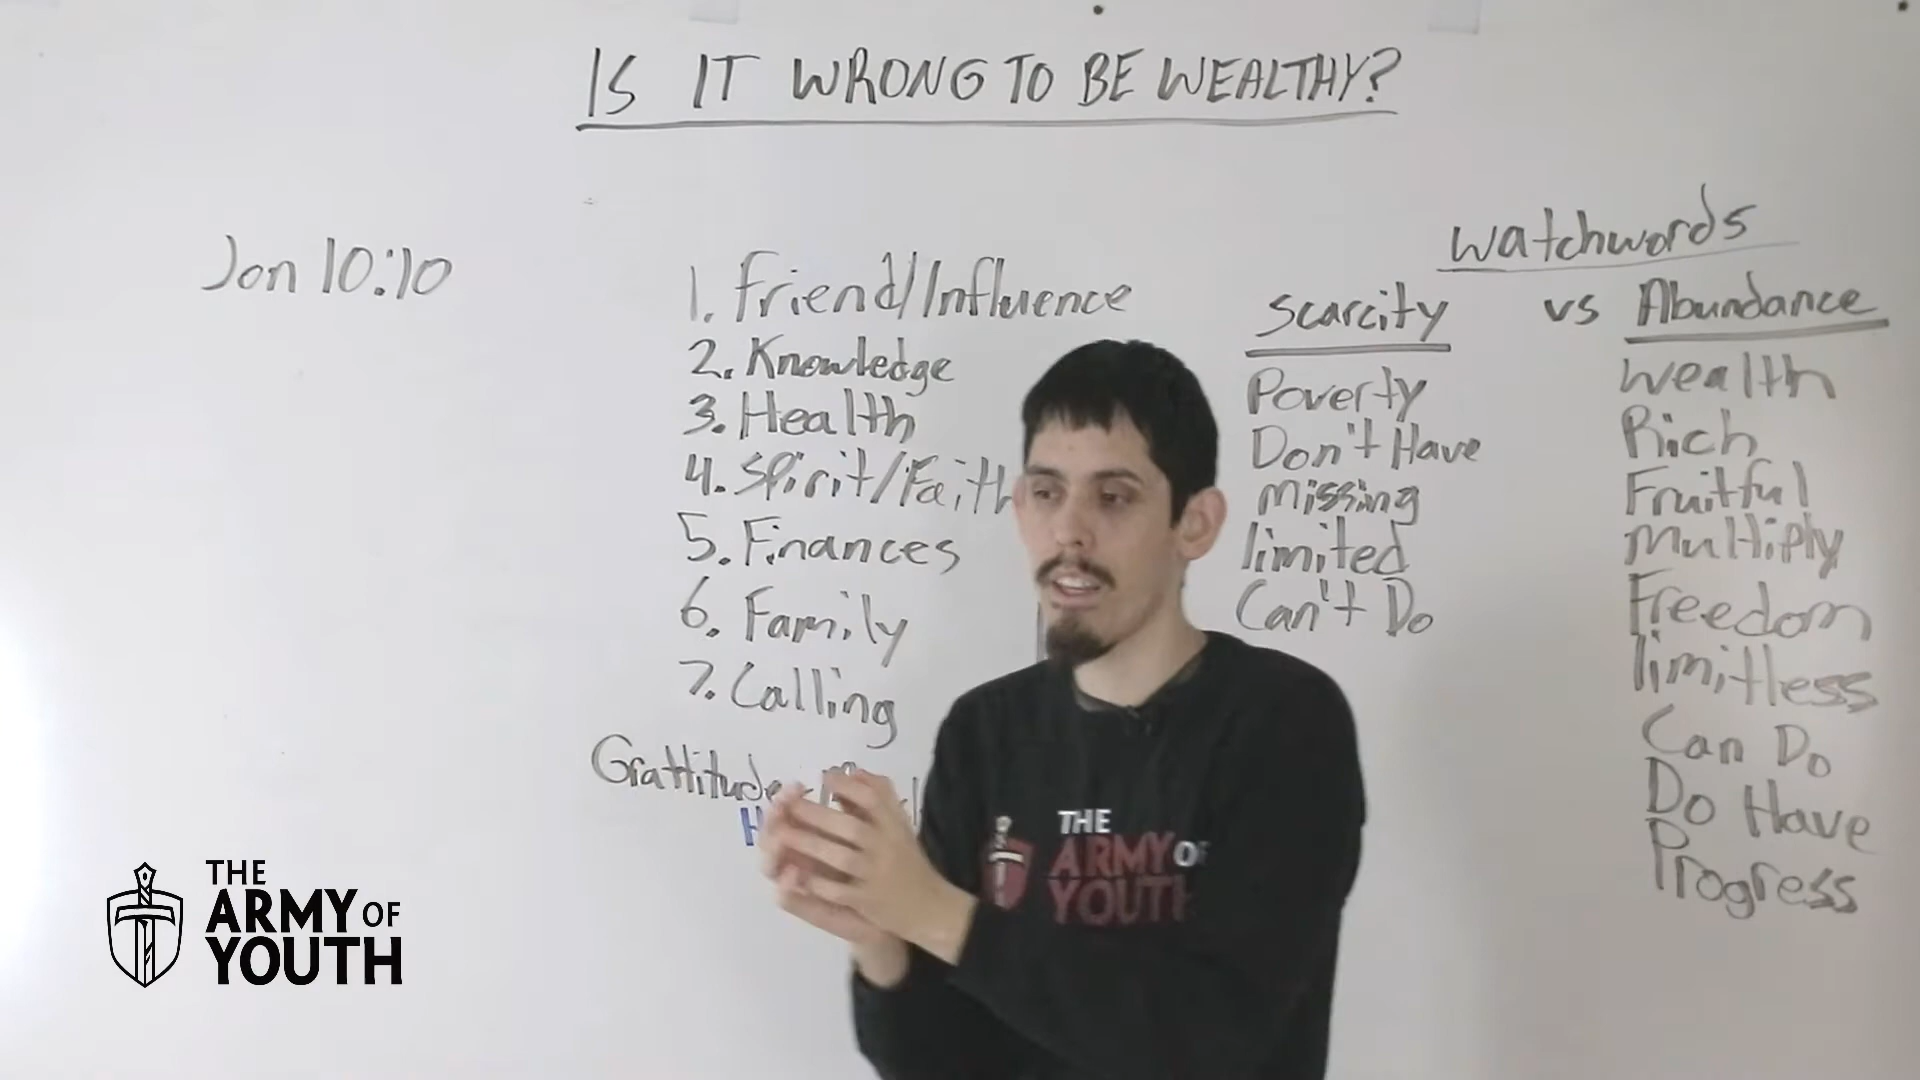 IS IT WRONG TO BE WEALTHY?
Jon 10:10
1. Friend/Influence
2. Knowledge
3. Health
4. Spirit/Faith
5. Finances
6. Family
7. Calling
Grattitude
Watchwords
Scarcity vs Abundance
Poverty
Don't Have
Missing
limited
Can't Do
Wealth
Rich
Fruitful
Multiply
Freedom
limitless
Can Do
Do Have
Progress
THE
ARMY OF
YOUTH
THE
ARMY OF
YOUTH